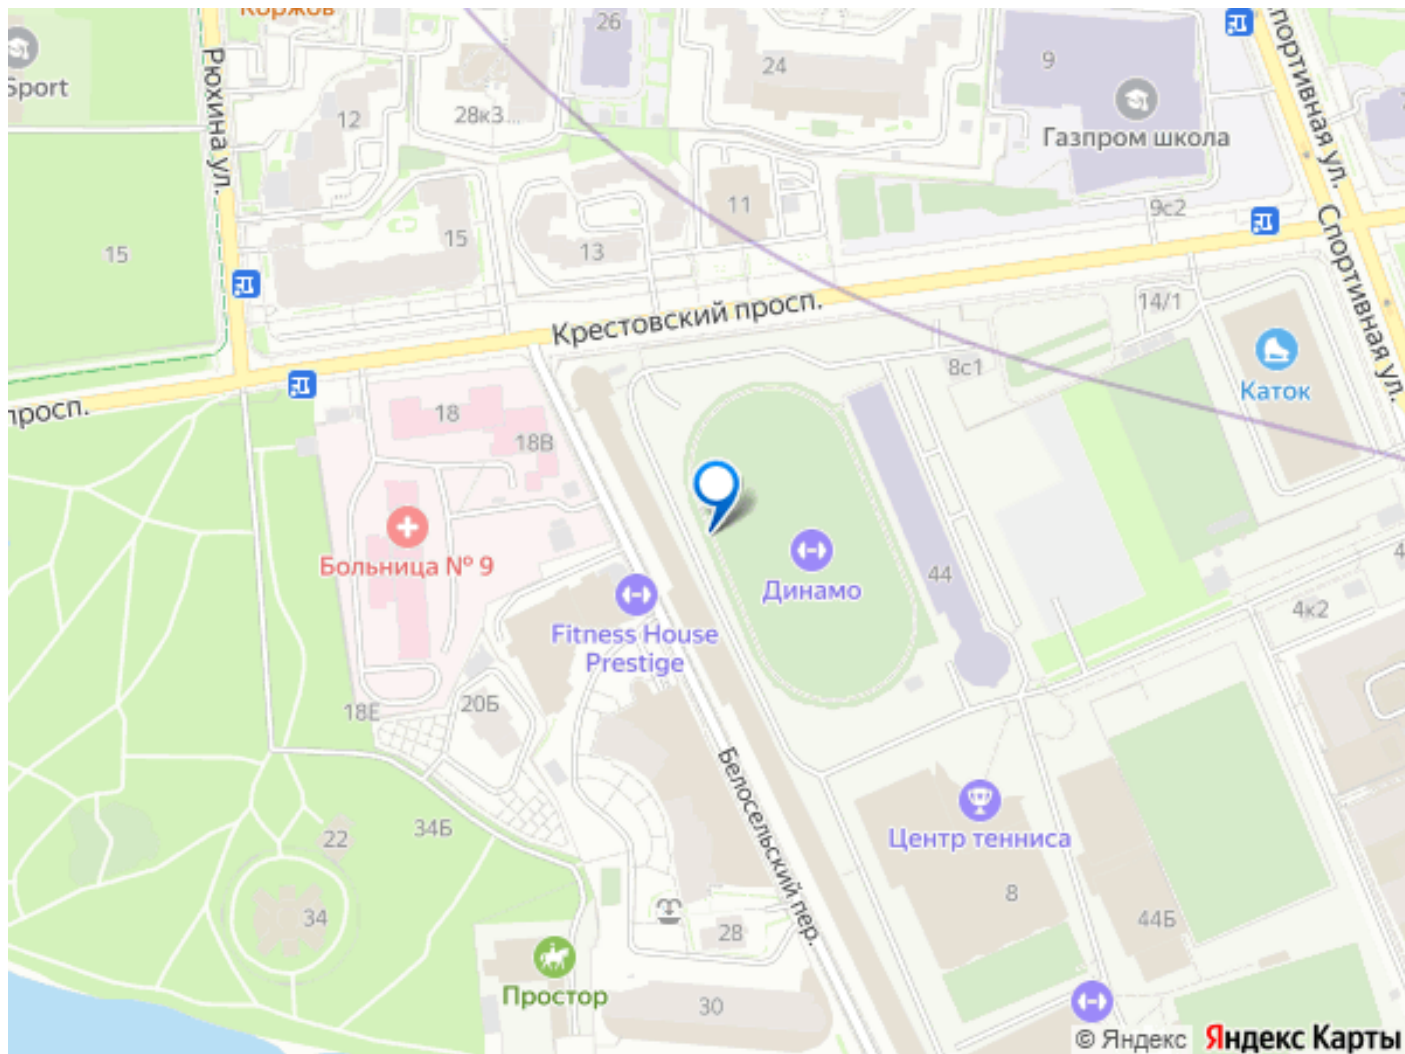 Коржов
26
Sport
Рюхина ул.
12
28к3...
24
9
Газпром школа
Спортивная ул.
15
15
13
11
9с2
Спортивная ул.
Крестовский просп.
14/1
8с1
Каток
просп.
18
18В
Больница № 9
44
Динамо
Fitness House
Prestige
4к2
18Е
20Б
Белосельский пер.
Центр тенниса
8
44Б
22
34Б
34
28
Простор
30
© Яндекс
Яндекс Карты